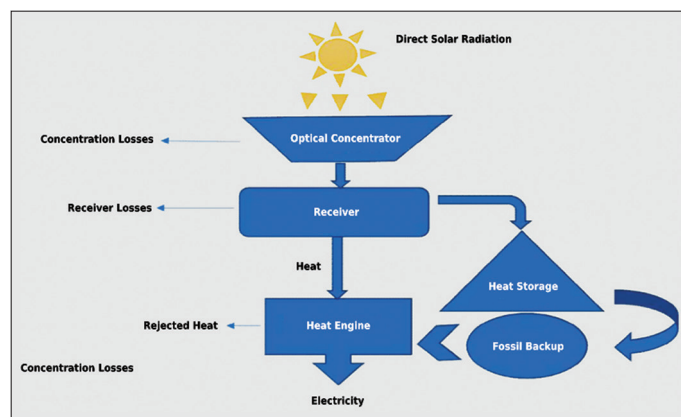 Direct Solar Radiation
Concentration Losses
Optical Concentrator
Receiver Losses
Receiver
Heat
Heat Storage
Rejected Heat
Heat Engine
Fossil Backup
Concentration Losses
Electricity